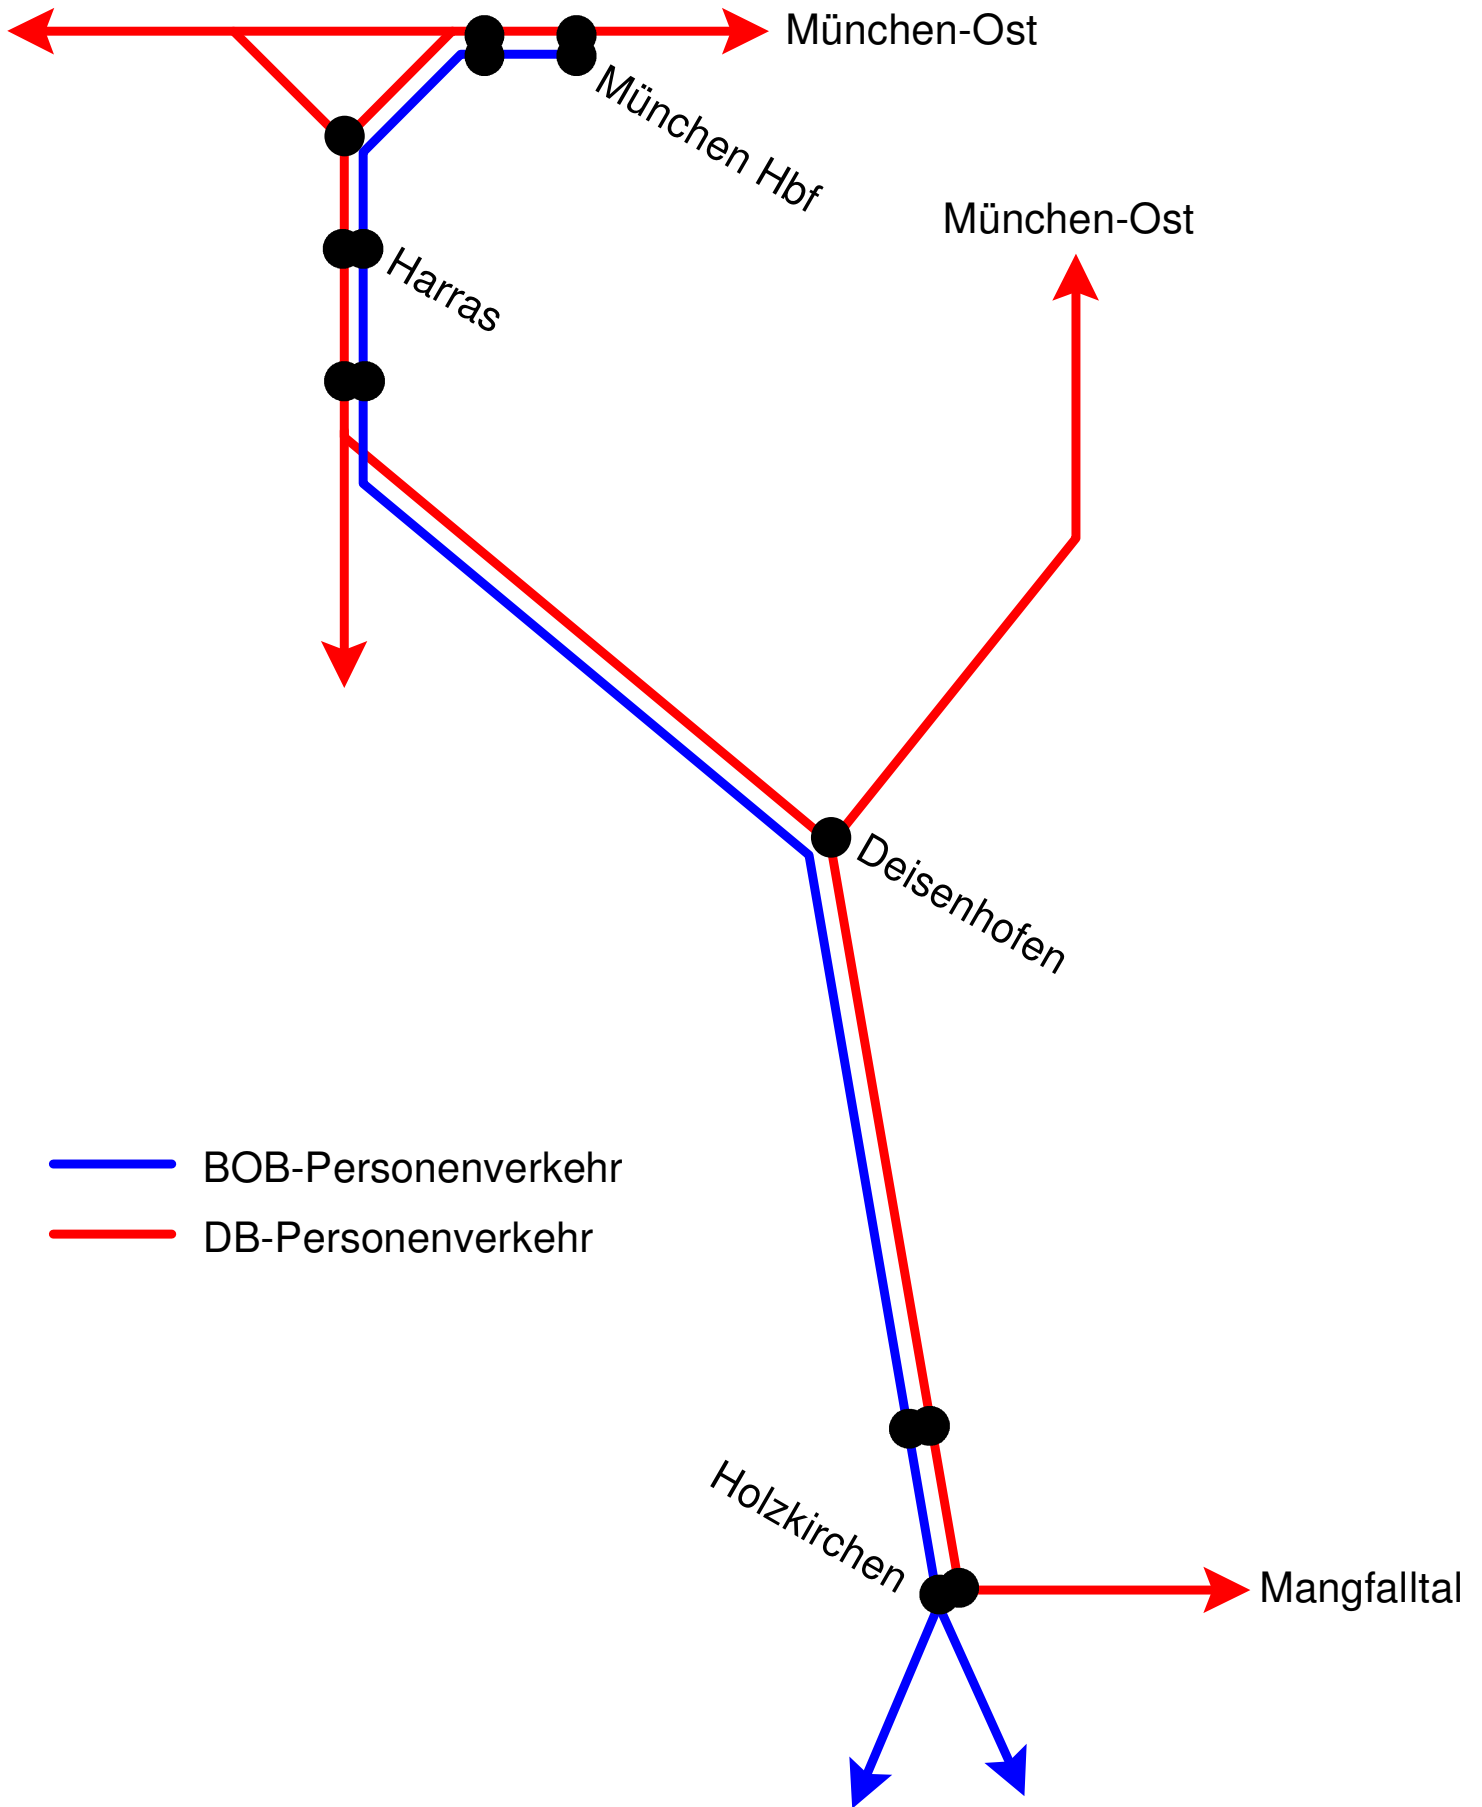 München-Ost
München Hbf
München-Ost
Harras
Deisenhofen
BOB-Personenverkehr
DB-Personenverkehr
Holzkirchen
Mangfalltal